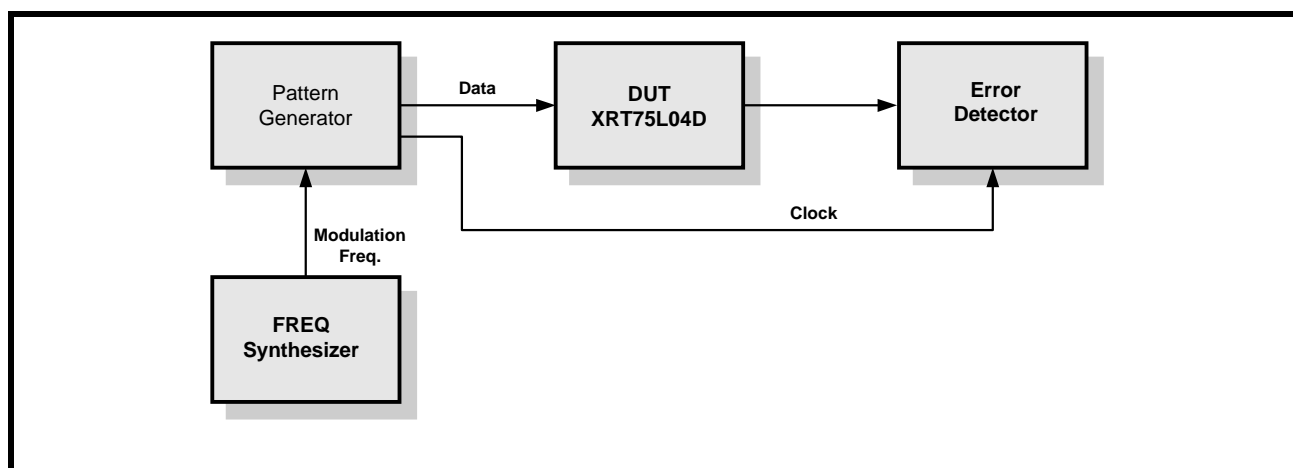 Pattern
Generator
Data
DUT
XRT75L04D
Error
Detector
Clock
Modulation
Freq.
FREQ
Synthesizer